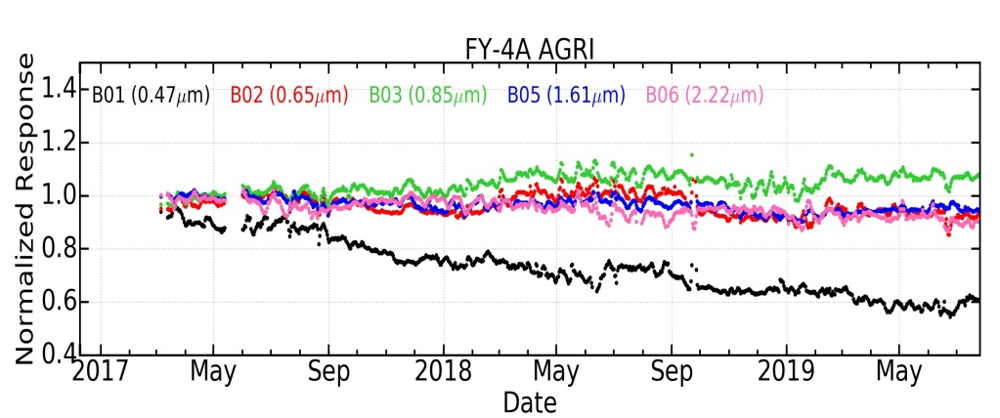 FY-4A AGRI
B01 (0.47μm) B02 (0.65μm) B03 (0.85μm) B05 (1.61μm) B06 (2.22μm)
Normalized Response
1.4
1.2
1.0
0.8
0.6
0.4
2017 May Sep 2018 May Sep 2019 May
Date